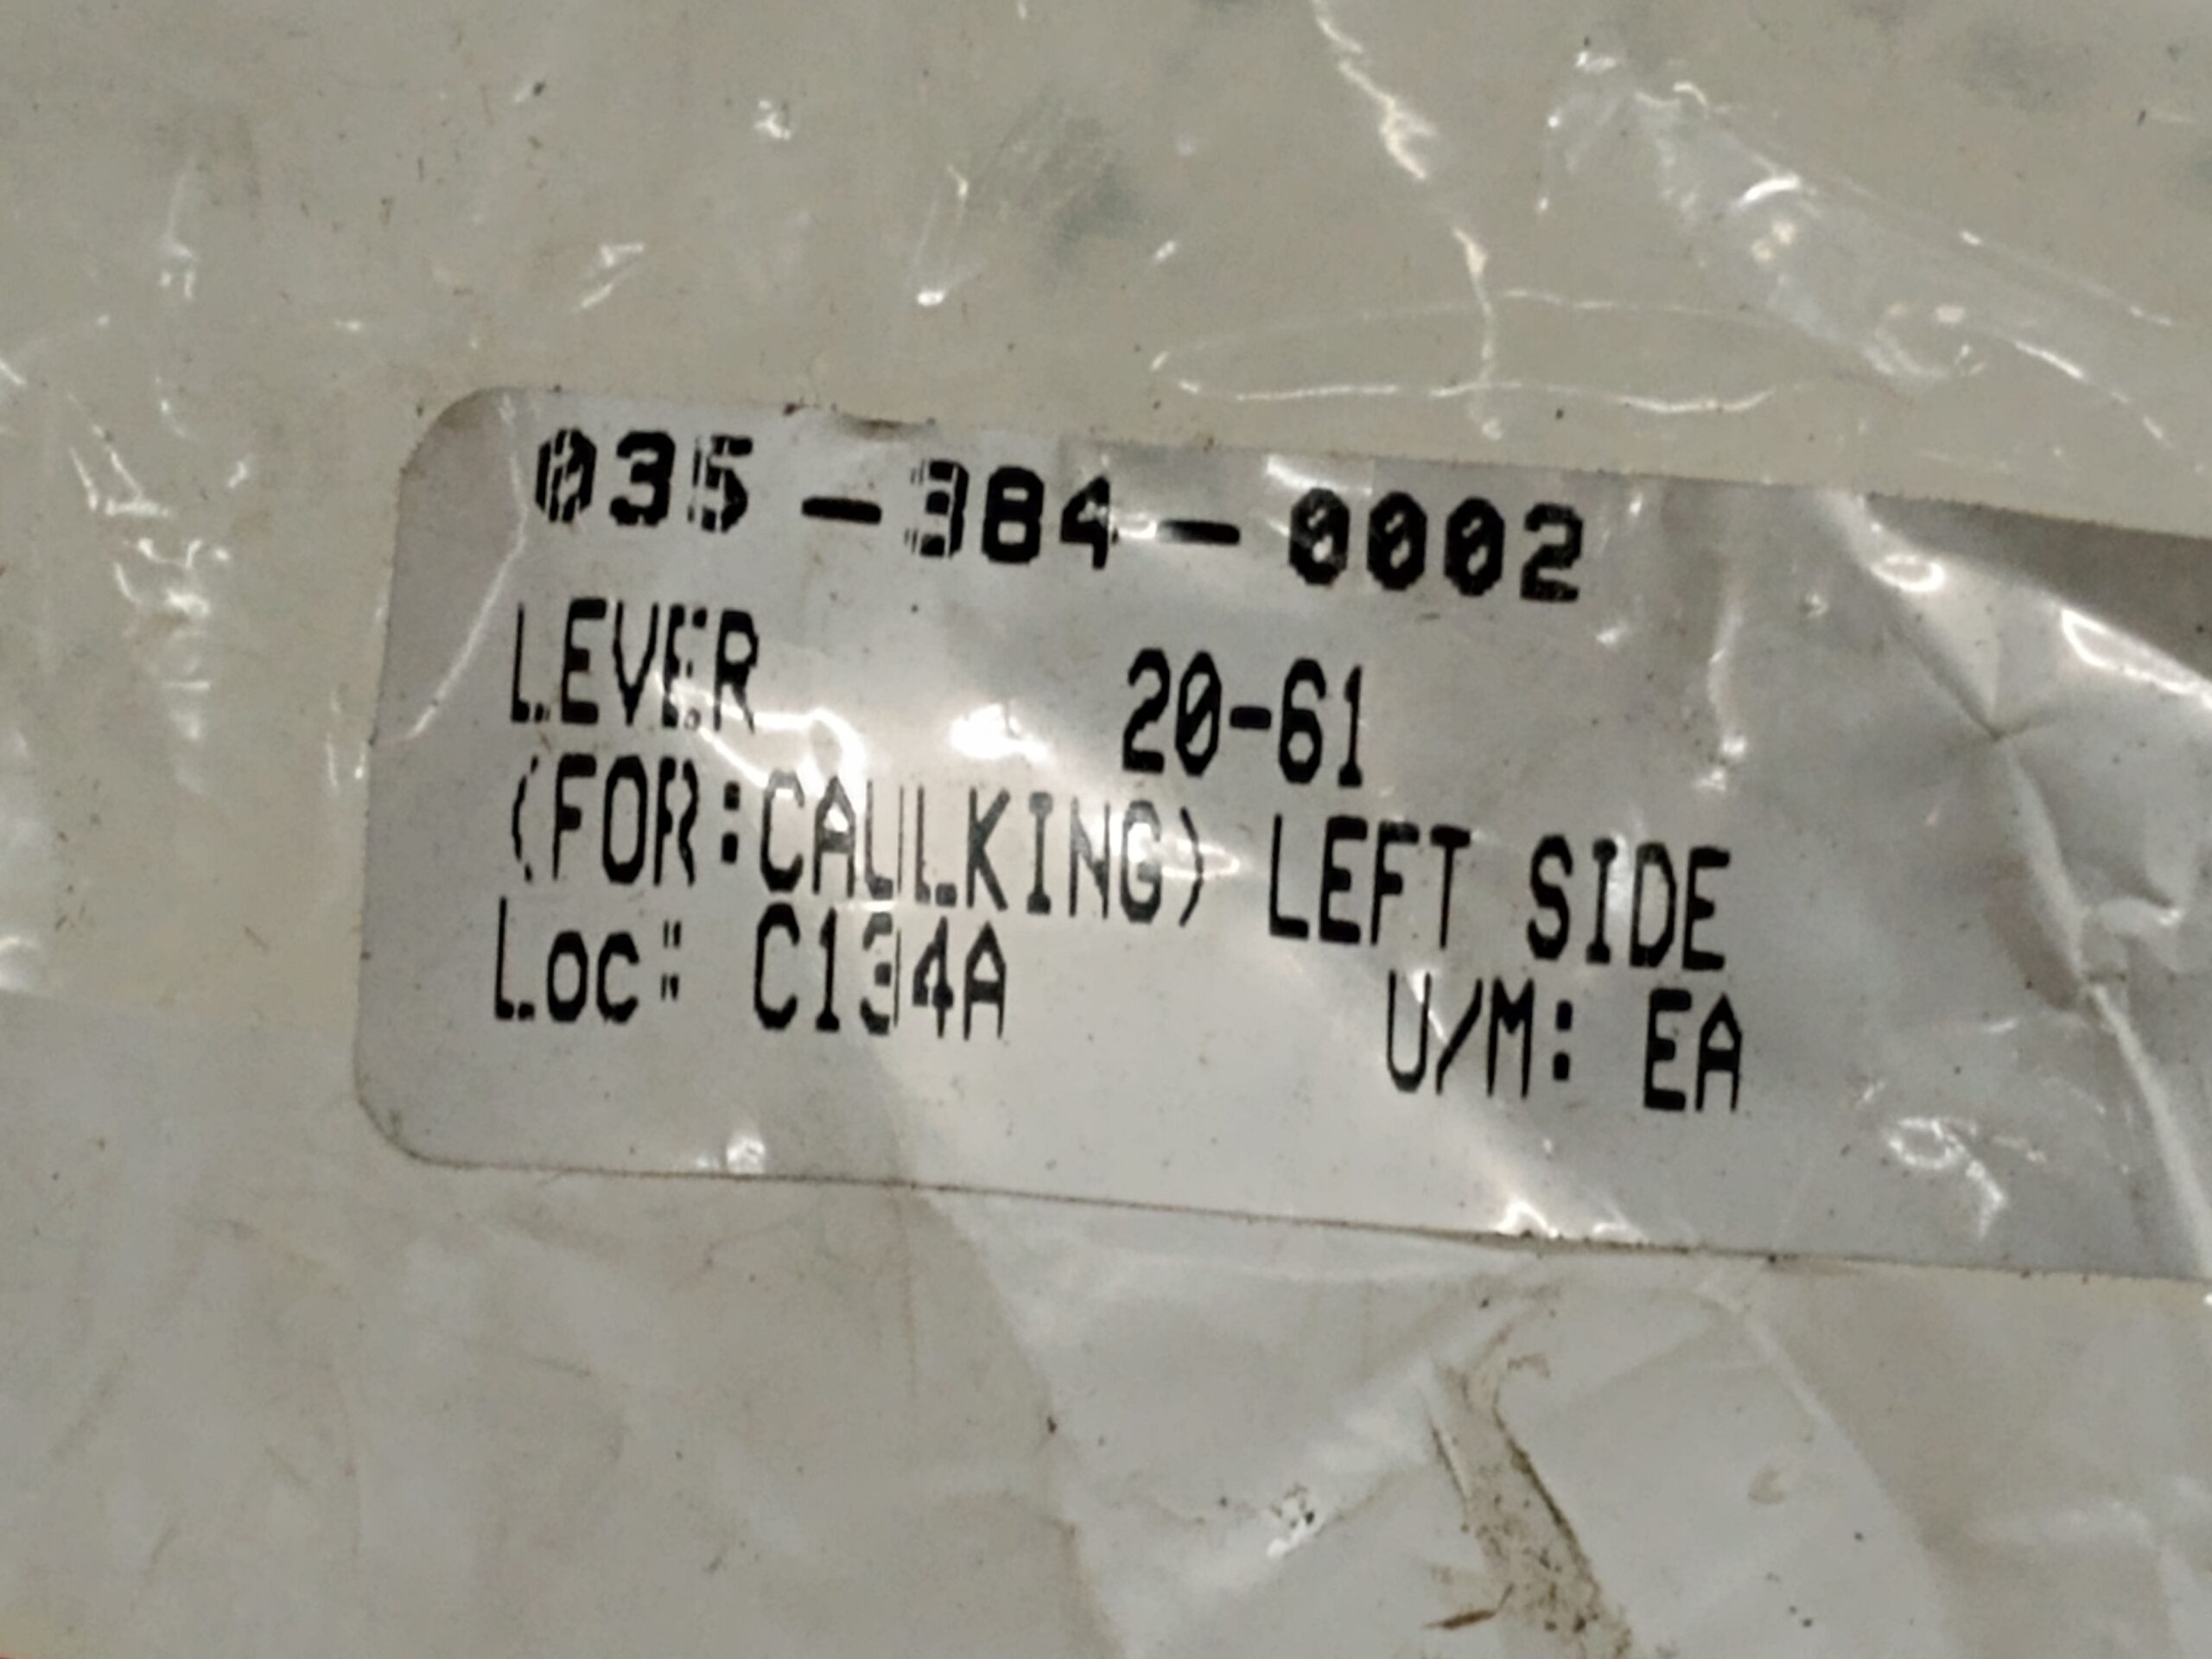 035-384-0002
LEVER 20-61
(FOR:CAULKING) LEFT SIDE
Loc: C134A U/M: EA